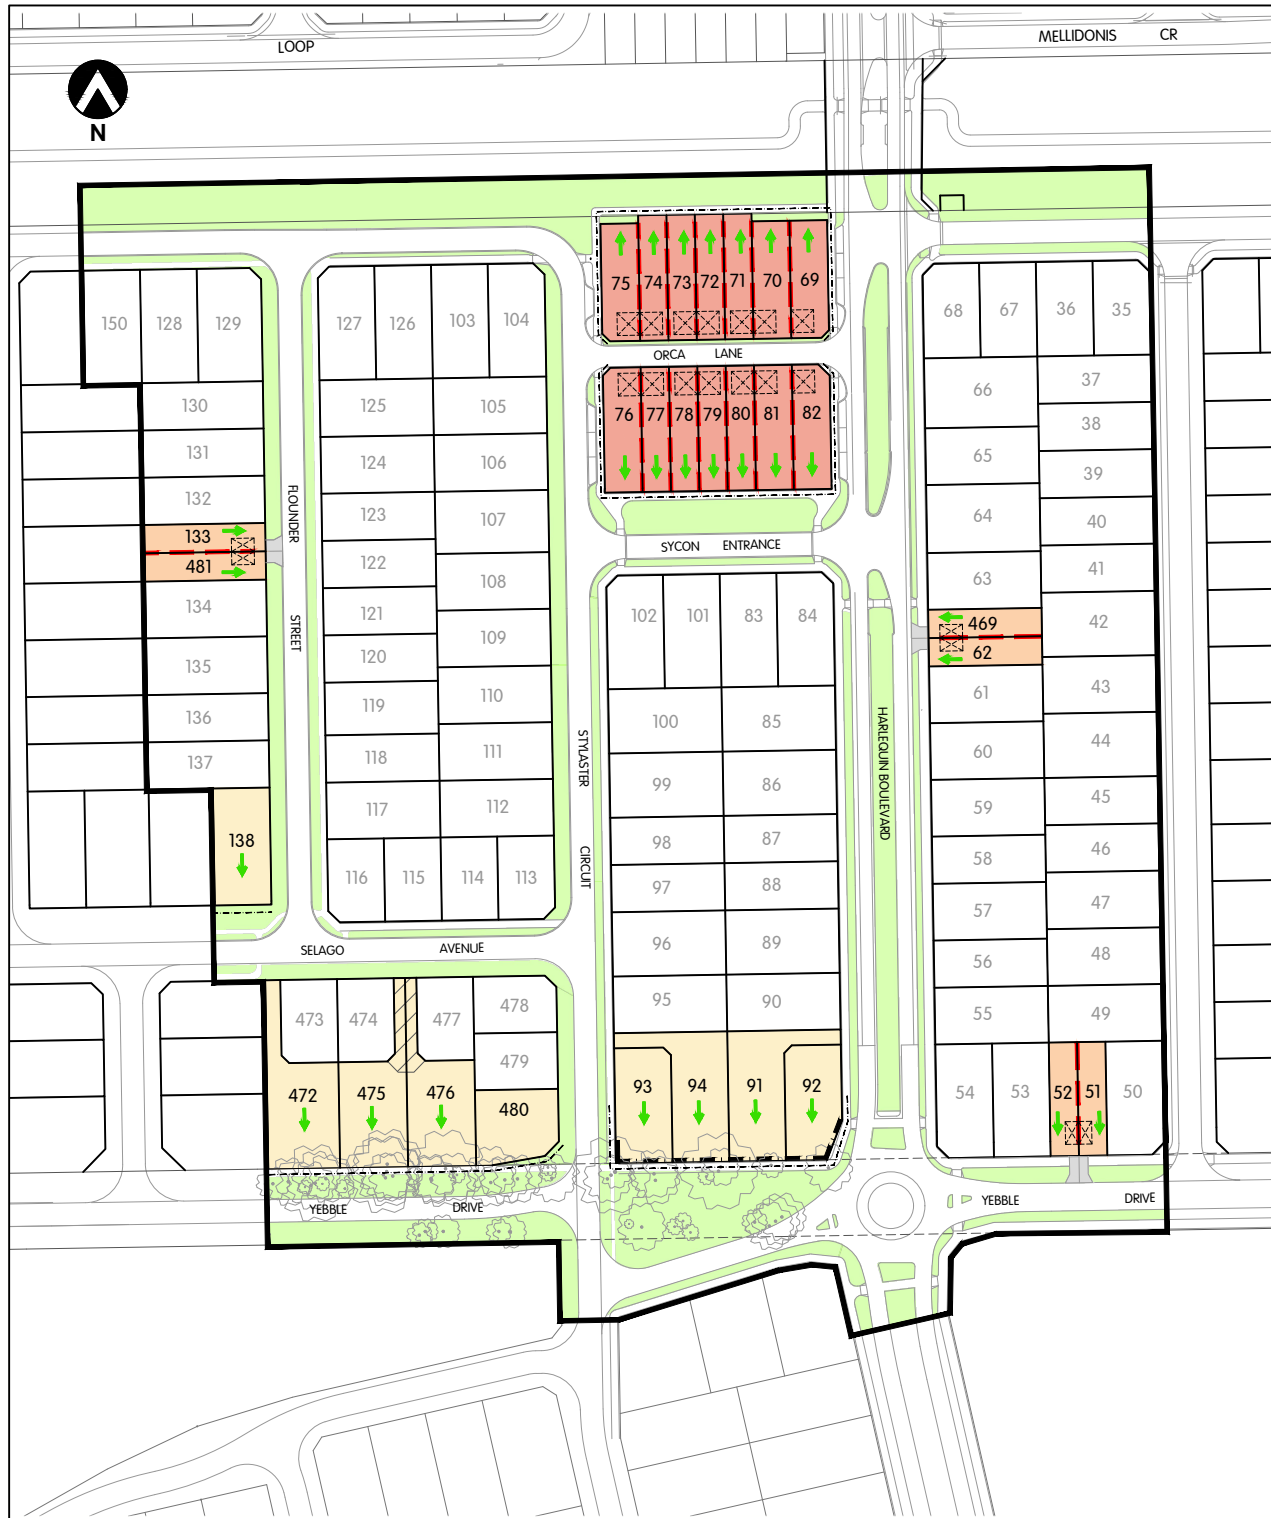 LOOP
MELLIDONIS CR
N
75 74 73 72 71 70 69
ORCA LANE
76 77 78 79 80 81 82
SYCON ENTRANCE
150 128 129
130
131
132
133
481
134
135
136
137
138
FLOUNDER STREET
127 126 103 104
125 105
124 106
123 107
122 108
121 109
120 110
119 111
118 112
117
116 115 114 113
SELAGO AVENUE
STYLASTER CIRCUIT
102 101 83 84
100 85
99 86
98 87
97 88
96 89
95 90
93 94 91 92
HARLEQUIN BOULEVARD
68 67 36 35
66 37
65 38
64 39
63 40
469 41
62 42
61 43
60 44
59 45
58 46
57 47
56 48
55 49
54 53 52 51 50
473 474 477 478
479
472 475 476 480
YEBBLE DRIVE
YEBBLE DRIVE